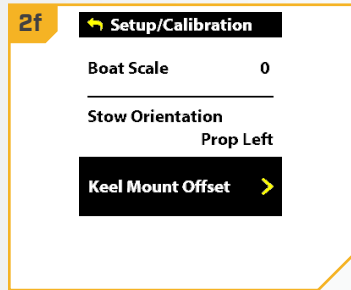 2f
Setup/Calibration
Boat Scale 0
Stow Orientation
Prop Left
Keel Mount Offset >